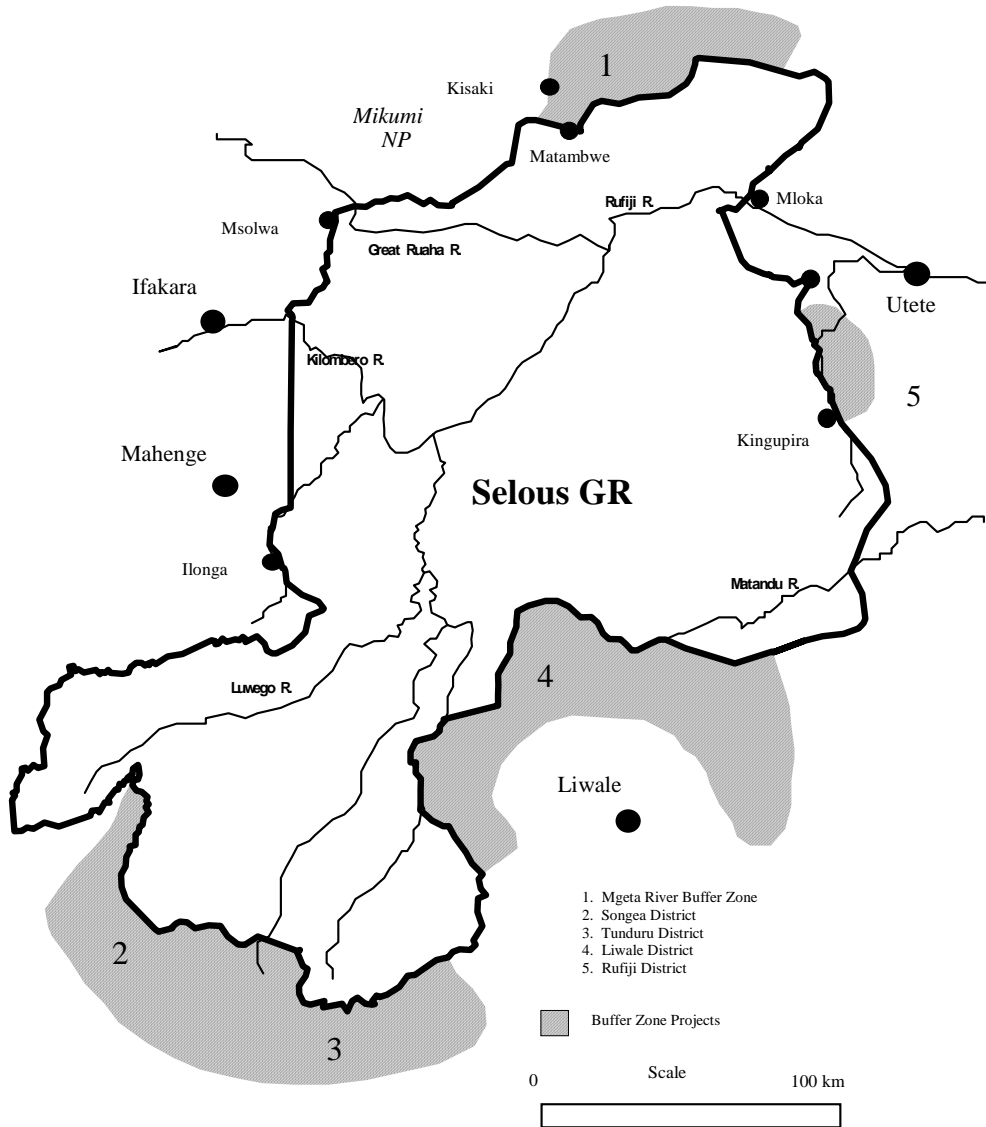 1
Kisaki
Mikumi
NP
Matambwe
Rufiji R.
Mloka
Msolwa
Great Ruaha R.
Ifakara
Utete
Kilombero R.
5
Kingupira
Mahenge
Selous GR
Ilonga
Matandu R.
4
Luwego R.
Liwale
1. Mgeta River Buffer Zone
2. Songea District
3. Tunduru District
4. Liwale District
5. Rufiji District
2
Buffer Zone Projects
3
Scale
0 100 km